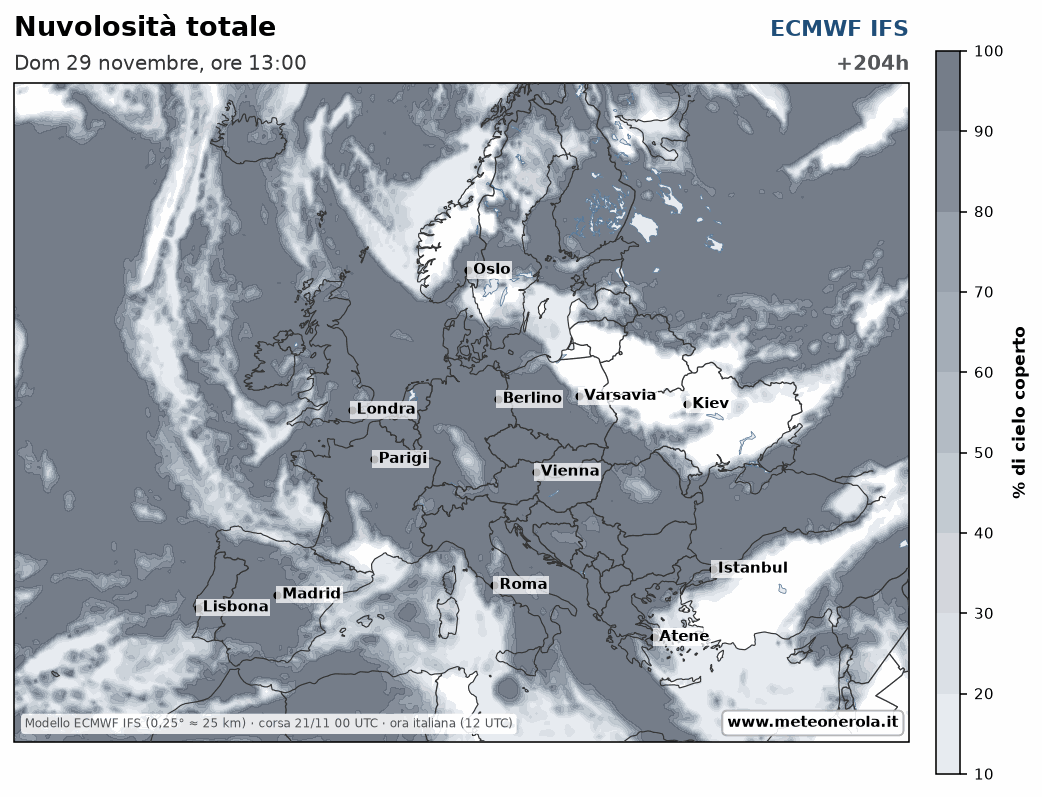 Nuvolosità totale
ECMWF IFS
Dom 29 novembre, ore 13:00
+204h
100
90
80
70
60
50
40
30
20
10
% di cielo coperto
Oslo
Londra
Berlino
Varsavia
Kiev
Parigi
Vienna
Istanbul
Roma
Madrid
Lisbona
Atene
Modello ECMWF IFS (0,25° ≈ 25 km) · corsa 21/11 00 UTC · ora italiana (12 UTC)
www.meteonerola.it